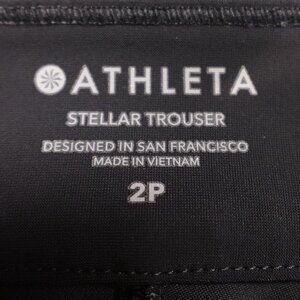 ATHLETA
STELLAR TROUSER
DESIGNED IN SAN FRANCISCO
MADE IN VIETNAM
2P